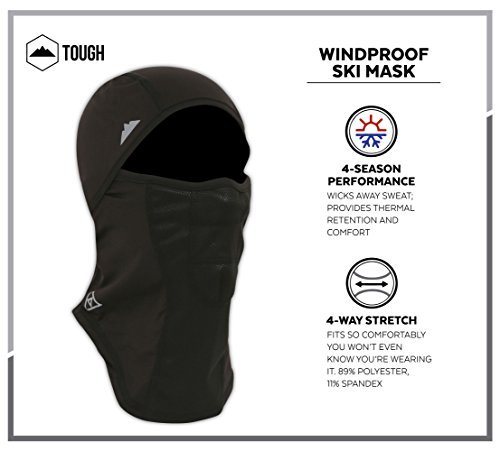 TOUGH
WINDPROOF
SKI MASK
4-SEASON
PERFORMANCE
WICKS AWAY SWEAT;
PROVIDES THERMAL
RETENTION AND
COMFORT
4-WAY STRETCH
FITS SO COMFORTABLY
YOU WON'T EVEN
KNOW YOU'RE WEARING
IT. 89% POLYESTER,
11% SPANDEX